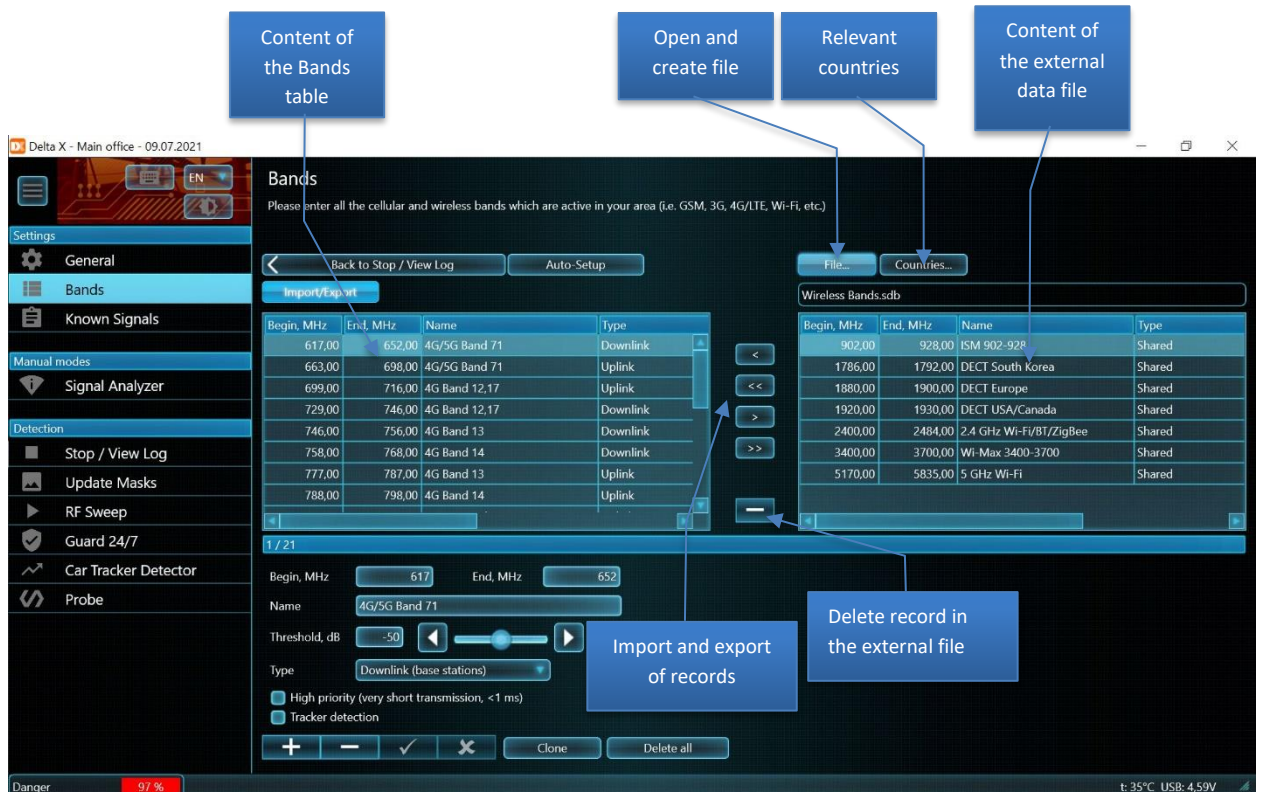 Content of
the Bands
table
Open and
create file
Relevant
countries
Content of
the external
data file
Delta X - Main office - 09.07.2021
EN
Bands
Please enter all the cellular and wireless bands which are active in your area (i.e. GSM, 3G, 4G/LTE, Wi-Fi, etc.)
Settings
General
Bands
Known Signals
Manual modes
Signal Analyzer
Detection
Stop / View Log
Update Masks
RF Sweep
Guard 24/7
Car Tracker Detector
Probe
Back to Stop / View Log Auto-Setup
Import/Export
File... Countries...
Wireless Bands.sdb
Begin, MHz End, MHz Name Type
617,00 652,00 4G/5G Band 71 Downlink
663,00 698,00 4G/5G Band 71 Uplink
699,00 716,00 4G Band 12,17 Uplink
729,00 746,00 4G Band 12,17 Downlink
746,00 756,00 4G Band 13 Downlink
758,00 768,00 4G Band 14 Downlink
777,00 787,00 4G Band 13 Uplink
788,00 798,00 4G Band 14 Uplink
<
<<
>
>>
Begin, MHz End, MHz Name Type
902,00 928,00 ISM 902-928 Shared
1786,00 1792,00 DECT South Korea Shared
1880,00 1900,00 DECT Europe Shared
1920,00 1930,00 DECT USA/Canada Shared
2400,00 2484,00 2.4 GHz Wi-Fi/BT/ZigBee Shared
3400,00 3700,00 Wi-Max 3400-3700 Shared
5170,00 5835,00 5 GHz Wi-Fi Shared
1 / 21
Begin, MHz 617 End, MHz 652
Name 4G/5G Band 71
Threshold, dB -50
Type Downlink (base stations)
High priority (very short transmission, <1 ms)
Tracker detection
Clone Delete all
Import and export
of records
Delete record in
the external file
Danger 97 %
t: 35°C USB: 4,59V